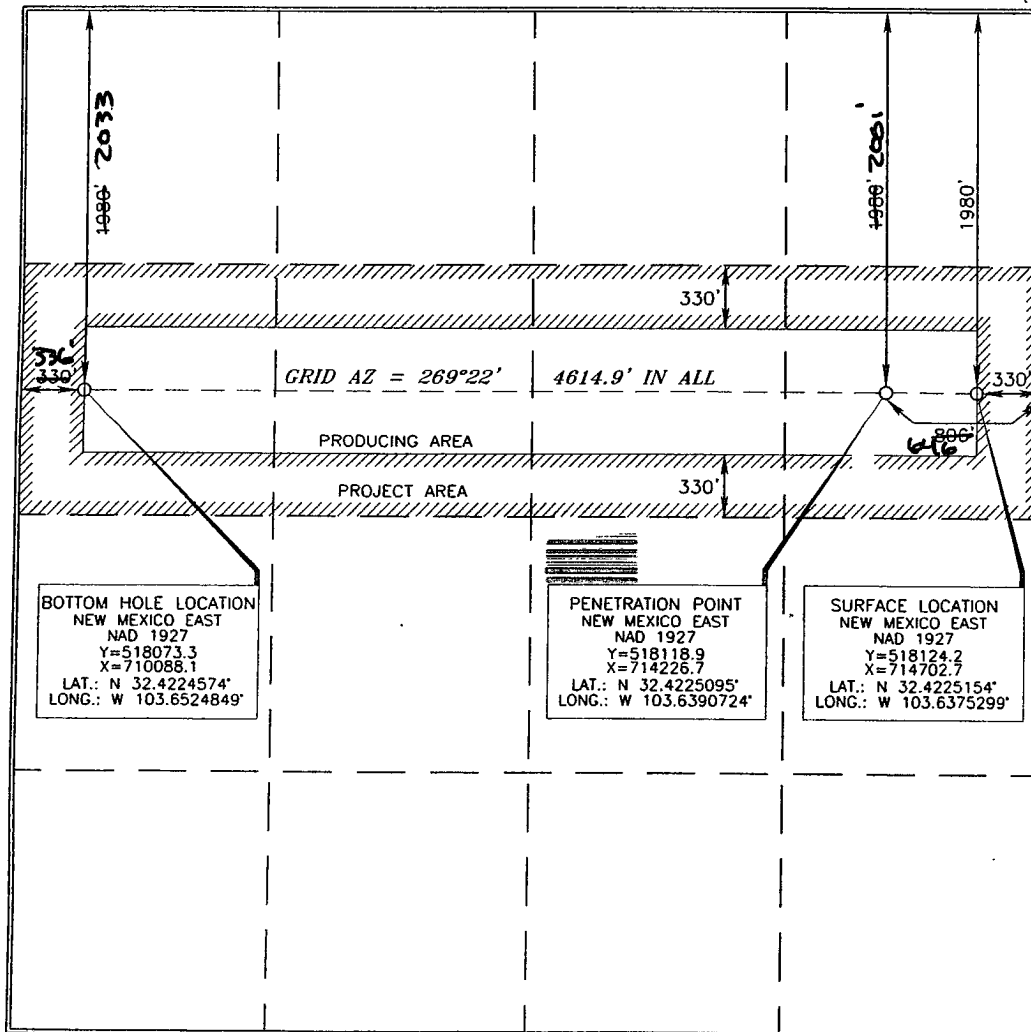 1980' 2033
1980' 2001'
1980'
330'
336'
330'
GRID AZ = 269°22' 4614.9' IN ALL
330'
806'
646
PRODUCING AREA
PROJECT AREA
330'
BOTTOM HOLE LOCATION
NEW MEXICO EAST
NAD 1927
Y=518073.3
X=710088.1
LAT.: N 32.4224574°
LONG.: W 103.6524849°
PENETRATION POINT
NEW MEXICO EAST
NAD 1927
Y=518118.9
X=714226.7
LAT.: N 32.4225095°
LONG.: W 103.6390724°
SURFACE LOCATION
NEW MEXICO EAST
NAD 1927
Y=518124.2
X=714702.7
LAT.: N 32.4225154°
LONG.: W 103.6375299°